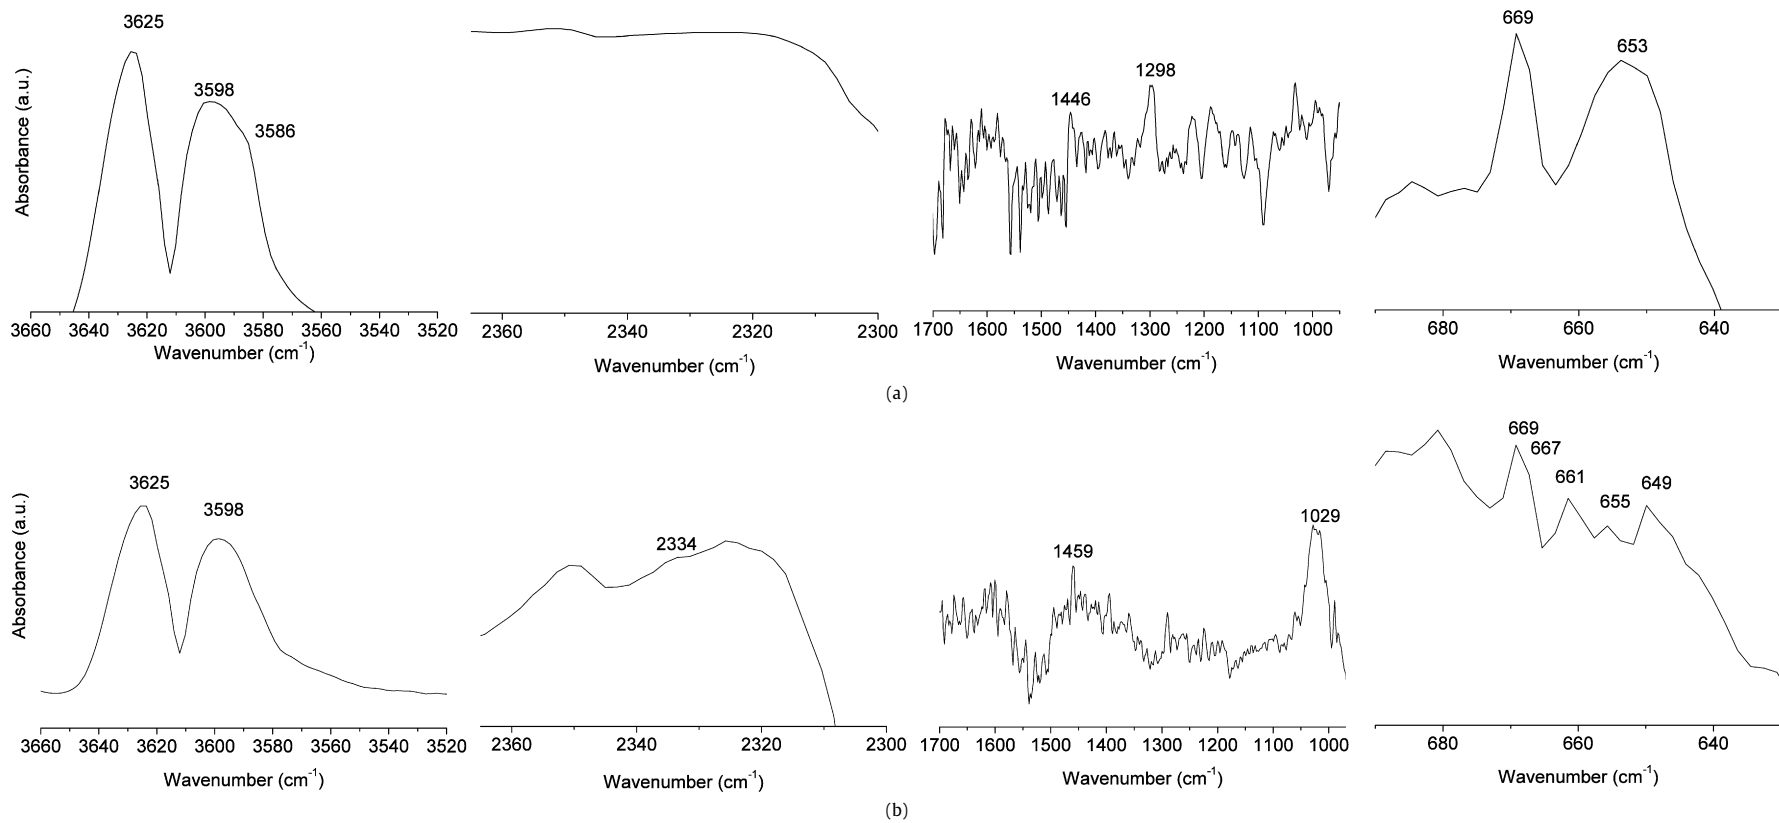 3625
3598
3586
Absorbance (a.u.)
3660 3640 3620 3600 3580 3560 3540 3520
Wavenumber (cm-1)
2360 2340 2320 2300
Wavenumber (cm-1)
1446
1298
1700 1600 1500 1400 1300 1200 1100 1000
Wavenumber (cm-1)
669
653
680 660 640
Wavenumber (cm-1)
(a)
3625
3598
Absorbance (a.u.)
3660 3640 3620 3600 3580 3560 3540 3520
Wavenumber (cm-1)
2334
2360 2340 2320 2300
Wavenumber (cm-1)
1459
1029
1700 1600 1500 1400 1300 1200 1100 1000
Wavenumber (cm-1)
669
667
661
655
649
680 660 640
Wavenumber (cm-1)
(b)